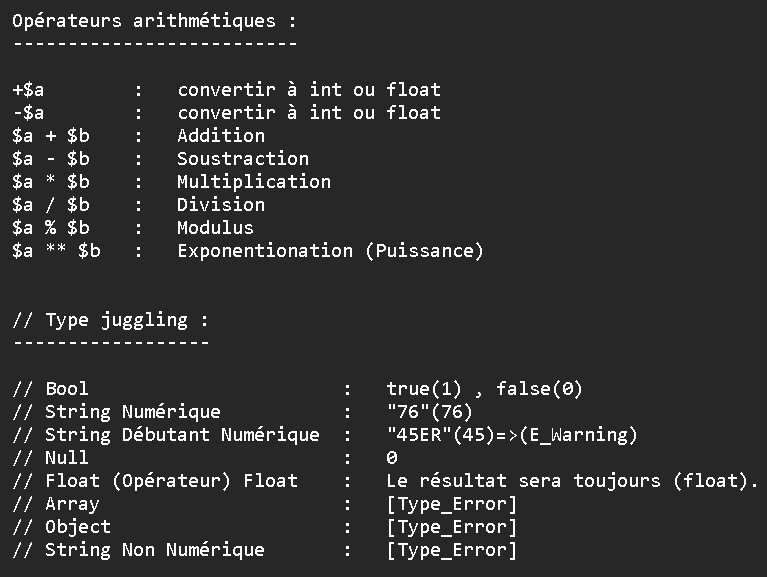 Opérateurs arithmétiques :
--------------------------
+$a        :   convertir à int ou float
-$a        :   convertir à int ou float
$a + $b    :   Addition
$a - $b    :   Soustraction
$a * $b    :   Multiplication
$a / $b    :   Division
$a % $b    :   Modulus
$a ** $b   :   Exponentionation (Puissance)
// Type juggling :
------------------
// Bool                       :   true(1) , false(0)
// String Numérique           :   "76"(76)
// String Débutant Numérique  :   "45ER"(45)=>(E_Warning)
// Null                       :   0
// Float (Opérateur) Float    :   Le résultat sera toujours (float).
// Array                      :   [Type_Error]
// Object                     :   [Type_Error]
// String Non Numérique       :   [Type_Error]